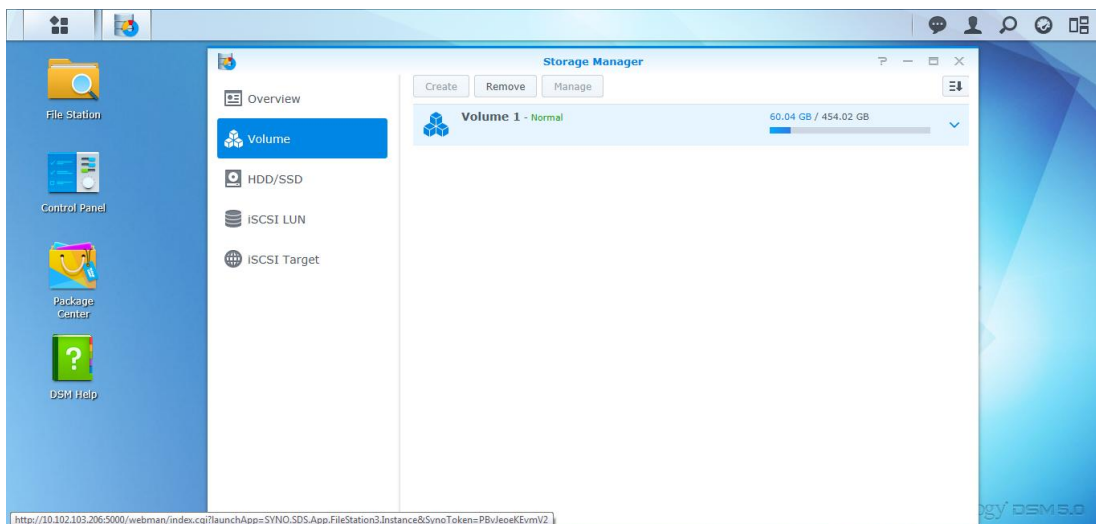 Storage Manager
File Station
Control Panel
Package
Center
DSM Help
Overview
Volume
HDD/SSD
iSCSI LUN
iSCSI Target
Create Remove Manage
Volume 1 - Normal
60.04 GB / 454.02 GB
DSM 5.0
http://10.102.103.206:5000/webman/index.cgi?launchApp=SYNO.SDS.App.FileStation3.Instance&SynoToken=PByJeoeKEvmV2